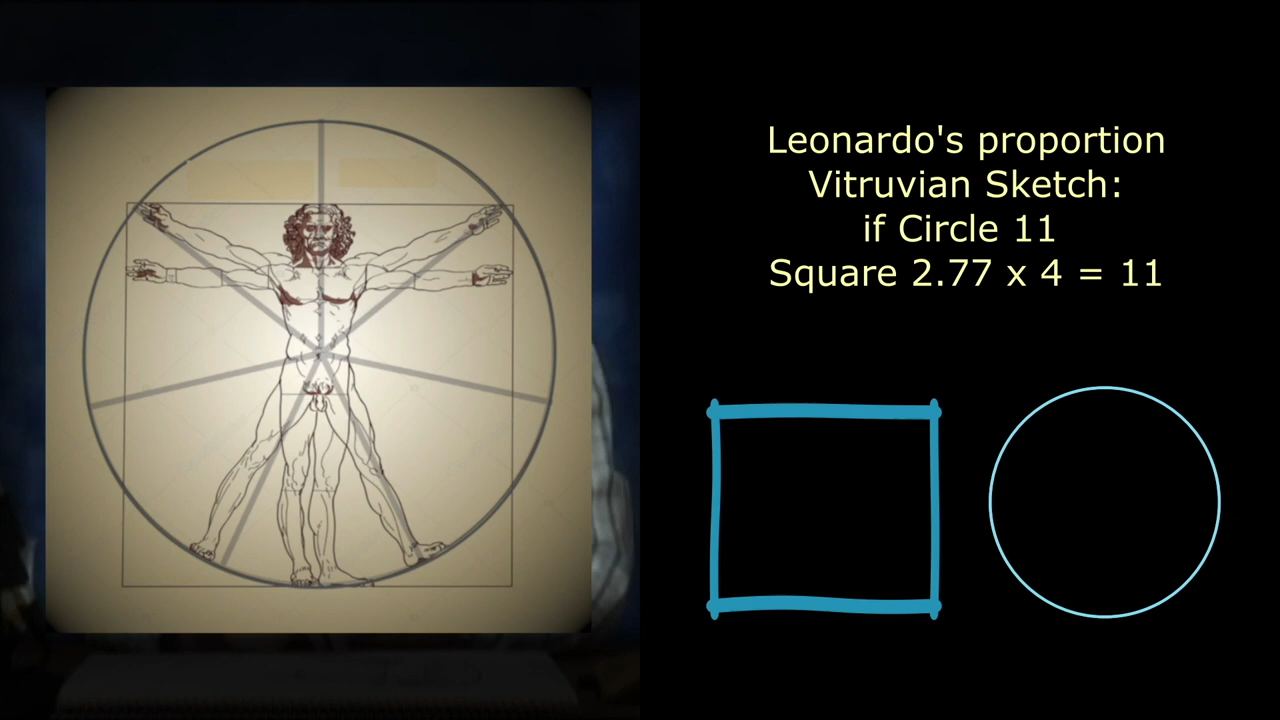 Leonardo's proportion
Vitruvian Sketch:
if Circle 11
Square 2.77 x 4 = 11